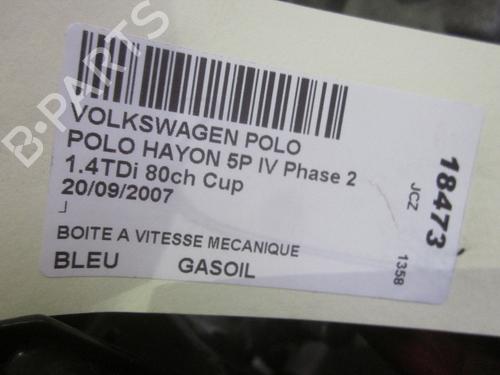 VOLKSWAGEN POLO
POLO HAYON 5P IV Phase 2
1.4TDi 80ch Cup
20/09/2007
BOITE A VITESSE MECANIQUE
BLEU GASOIL
18473
JCZ
1358
B-PARTS